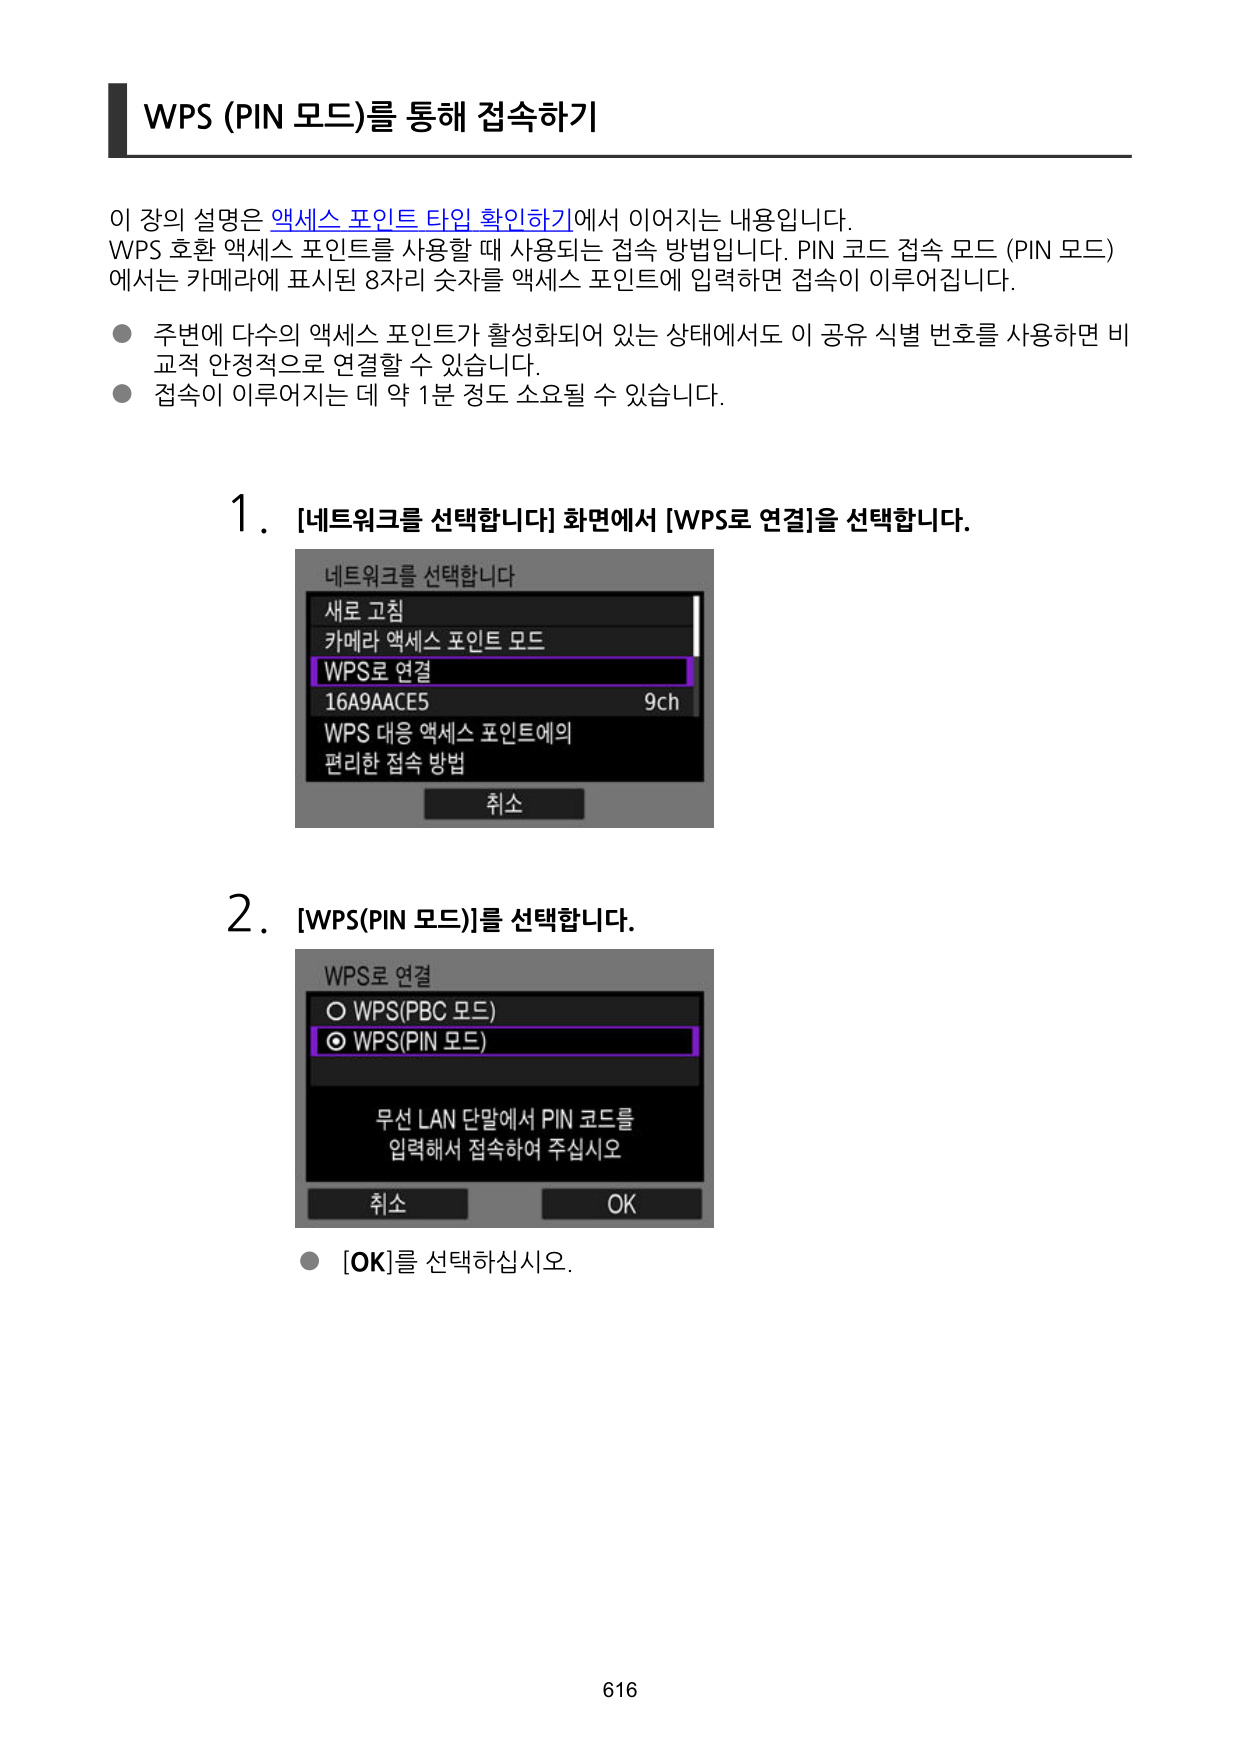 WPS (PIN 모드)를 통해 접속하기
이 장의 설명은 액세스 포인트 타입 확인하기에서 이어지는 내용입니다.
WPS 호환 액세스 포인트를 사용할 때 사용되는 접속 방법입니다. PIN 코드 접속 모드 (PIN 모드)
에서는 카메라에 표시된 8자리 숫자를 액세스 포인트에 입력하면 접속이 이루어집니다.
● 주변에 다수의 액세스 포인트가 활성화되어 있는 상태에서도 이 공유 식별 번호를 사용하면 비
교적 안정적으로 연결할 수 있습니다.
● 접속이 이루어지는 데 약 1분 정도 소요될 수 있습니다.
1. [네트워크를 선택합니다] 화면에서 [WPS로 연결]을 선택합니다.
네트워크를 선택합니다
새로 고침
카메라 액세스 포인트 모드
WPS로 연결
16A9AACE5 9ch
WPS 대응 액세스 포인트에의
편리한 접속 방법
취소
2. [WPS(PIN 모드)]를 선택합니다.
WPS로 연결
WPS(PBC 모드)
WPS(PIN 모드)
무선 LAN 단말에서 PIN 코드를
입력해서 접속하여 주십시오
취소 OK
● [OK]를 선택하십시오.
616